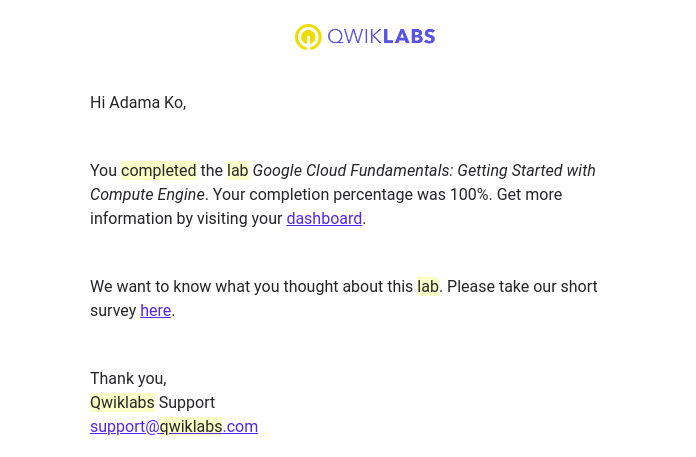 QWIKLABS
Hi Adama Ko,
You completed the lab Google Cloud Fundamentals: Getting Started with
Compute Engine. Your completion percentage was 100%. Get more
information by visiting your dashboard.
We want to know what you thought about this lab. Please take our short
survey here.
Thank you,
Qwiklabs Support
support@qwiklabs.com